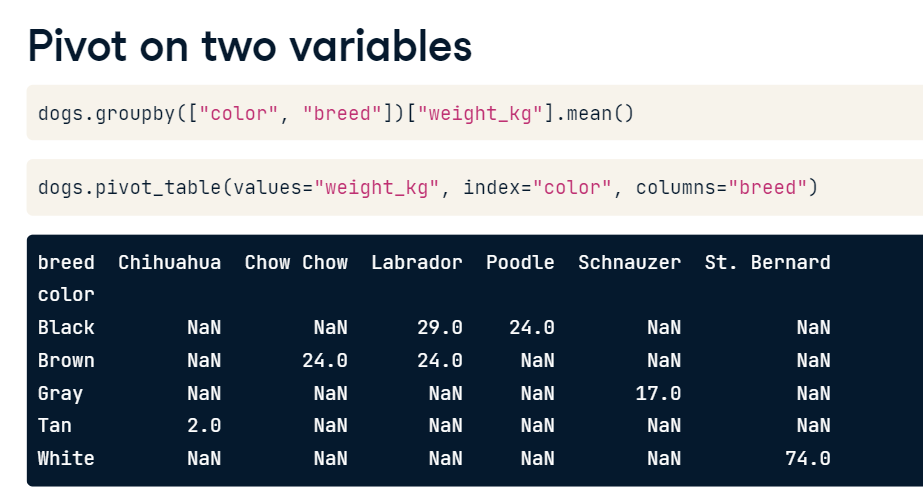 Pivot on two variables
dogs.groupby(["color", "breed"])["weight_kg"].mean()
dogs.pivot_table(values="weight_kg", index="color", columns="breed")
breed  Chihuahua  Chow Chow  Labrador  Poodle  Schnauzer  St. Bernard
color
Black        NaN        NaN      29.0    24.0        NaN          NaN
Brown        NaN       24.0      24.0     NaN        NaN          NaN
Gray         NaN        NaN       NaN     NaN       17.0          NaN
Tan          2.0        NaN       NaN     NaN        NaN          NaN
White        NaN        NaN       NaN     NaN        NaN         74.0